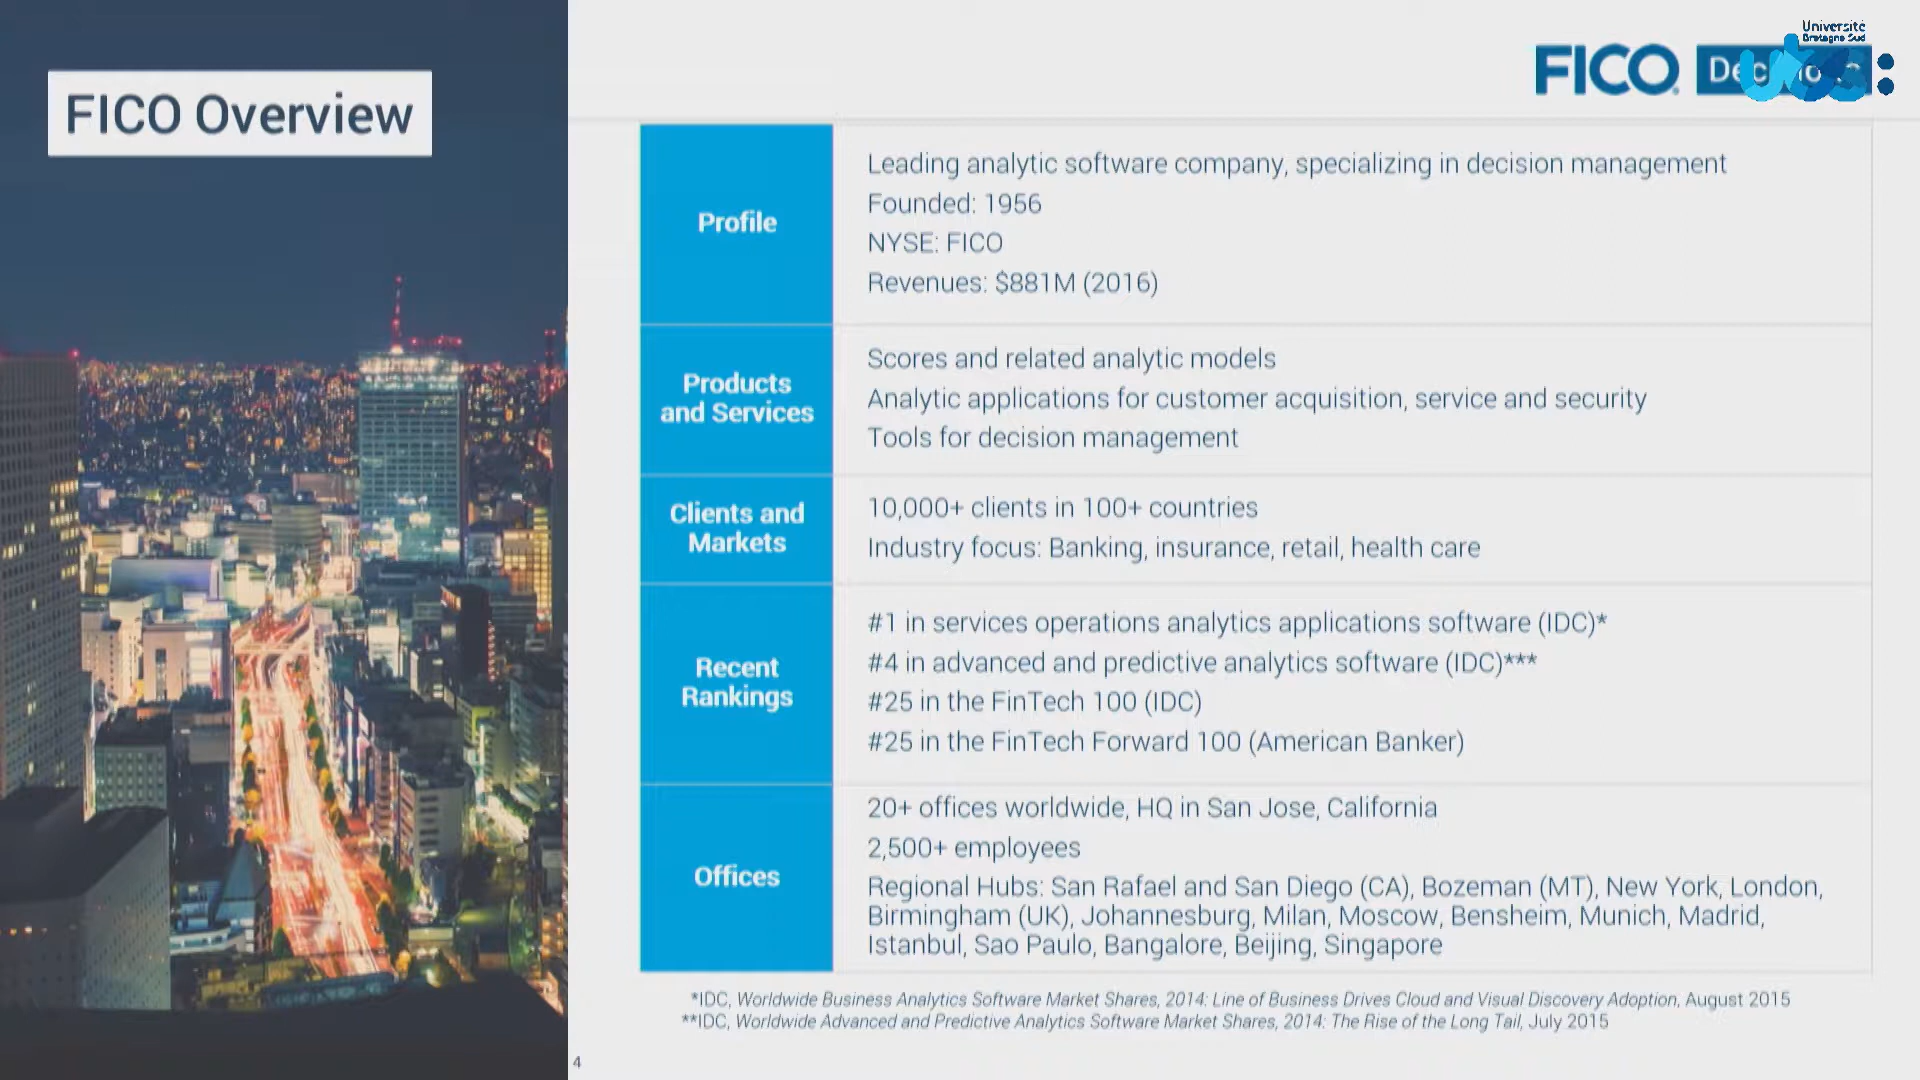 FICO Overview
Université
Bretagne Sud
FICO
ubs:
Profile
Leading analytic software company, specializing in decision management
Founded: 1956
NYSE: FICO
Revenues: $881M (2016)
Products
and Services
Scores and related analytic models
Analytic applications for customer acquisition, service and security
Tools for decision management
Clients and
Markets
10,000+ clients in 100+ countries
Industry focus: Banking, insurance, retail, health care
Recent
Rankings
#1 in services operations analytics applications software (IDC)*
#4 in advanced and predictive analytics software (IDC)***
#25 in the FinTech 100 (IDC)
#25 in the FinTech Forward 100 (American Banker)
Offices
20+ offices worldwide, HQ in San Jose, California
2,500+ employees
Regional Hubs: San Rafael and San Diego (CA), Bozeman (MT), New York, London,
Birmingham (UK), Johannesburg, Milan, Moscow, Bensheim, Munich, Madrid,
Istanbul, Sao Paulo, Bangalore, Beijing, Singapore
*IDC, Worldwide Business Analytics Software Market Shares, 2014: Line of Business Drives Cloud and Visual Discovery Adoption, August 2015
**IDC, Worldwide Advanced and Predictive Analytics Software Market Shares, 2014: The Rise of the Long Tail, July 2015
4